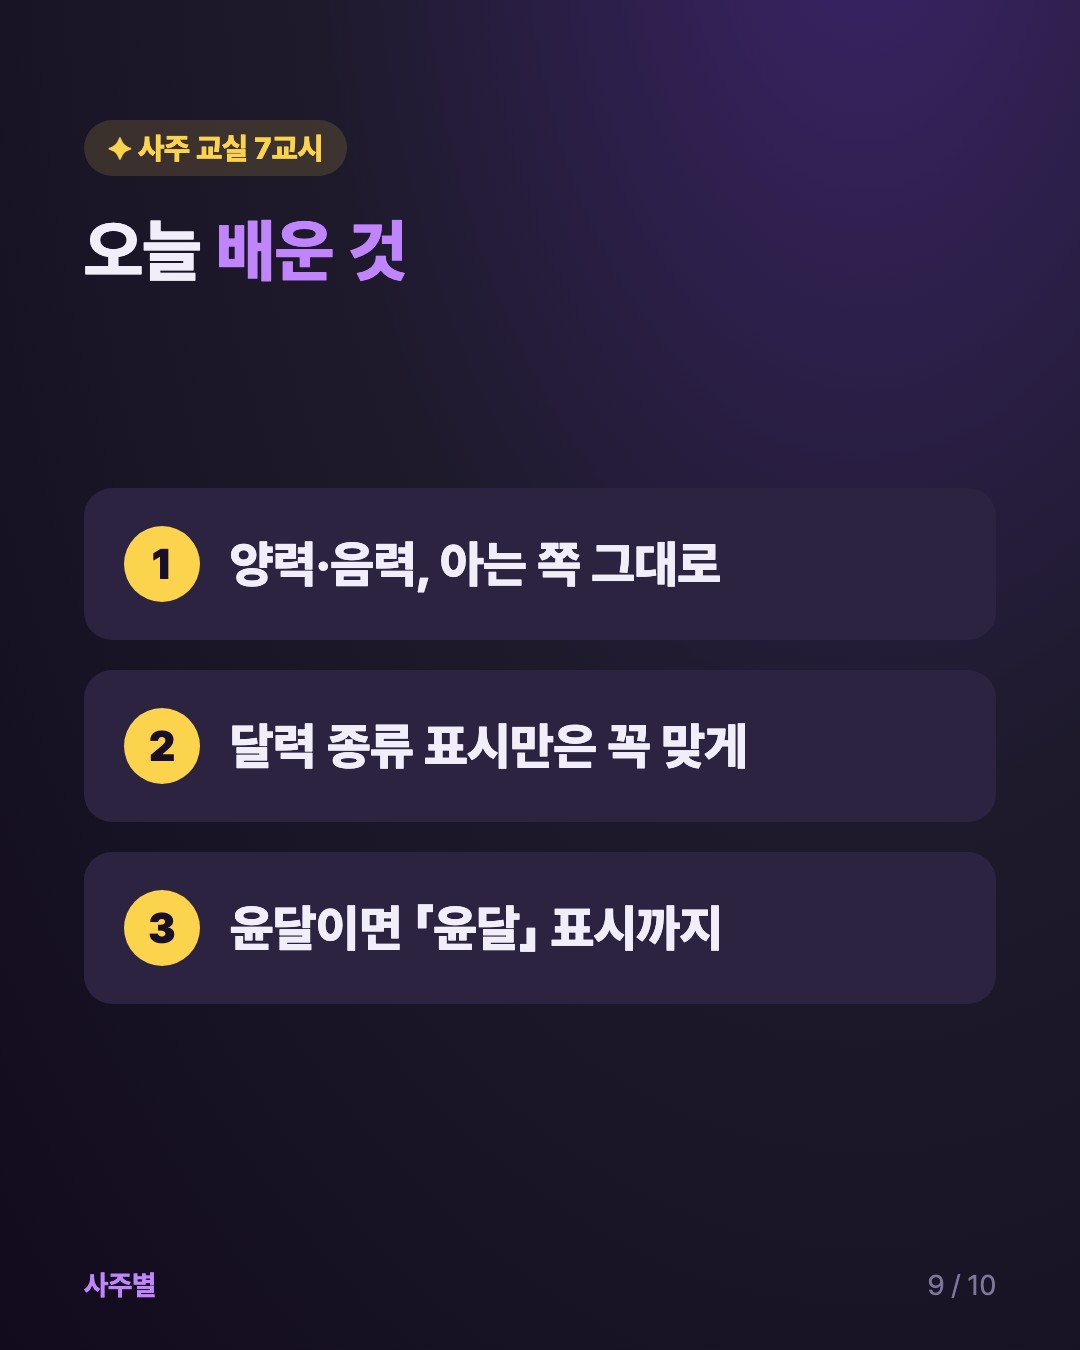 ✦ 사주 교실 7교시
오늘 배운 것
1 양력·음력, 아는 쪽 그대로
2 달력 종류 표시만은 꼭 맞게
3 윤달이면 「윤달」 표시까지
사주별
9 / 10